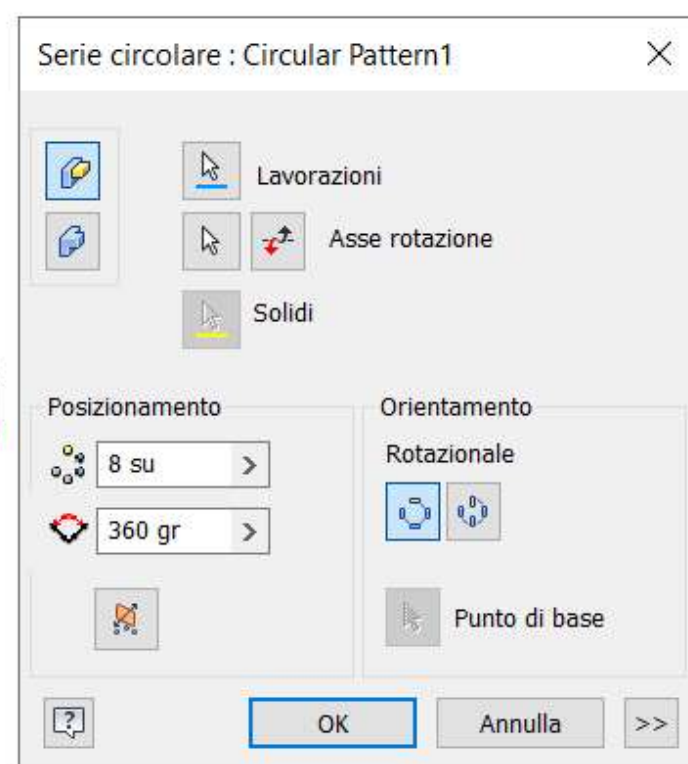 Serie circolare : Circular Pattern1
Lavorazioni
Asse rotazione
Solidi
Posizionamento
8 su
360 gr
Orientamento
Rotazionale
Punto di base
OK
Annulla
>>